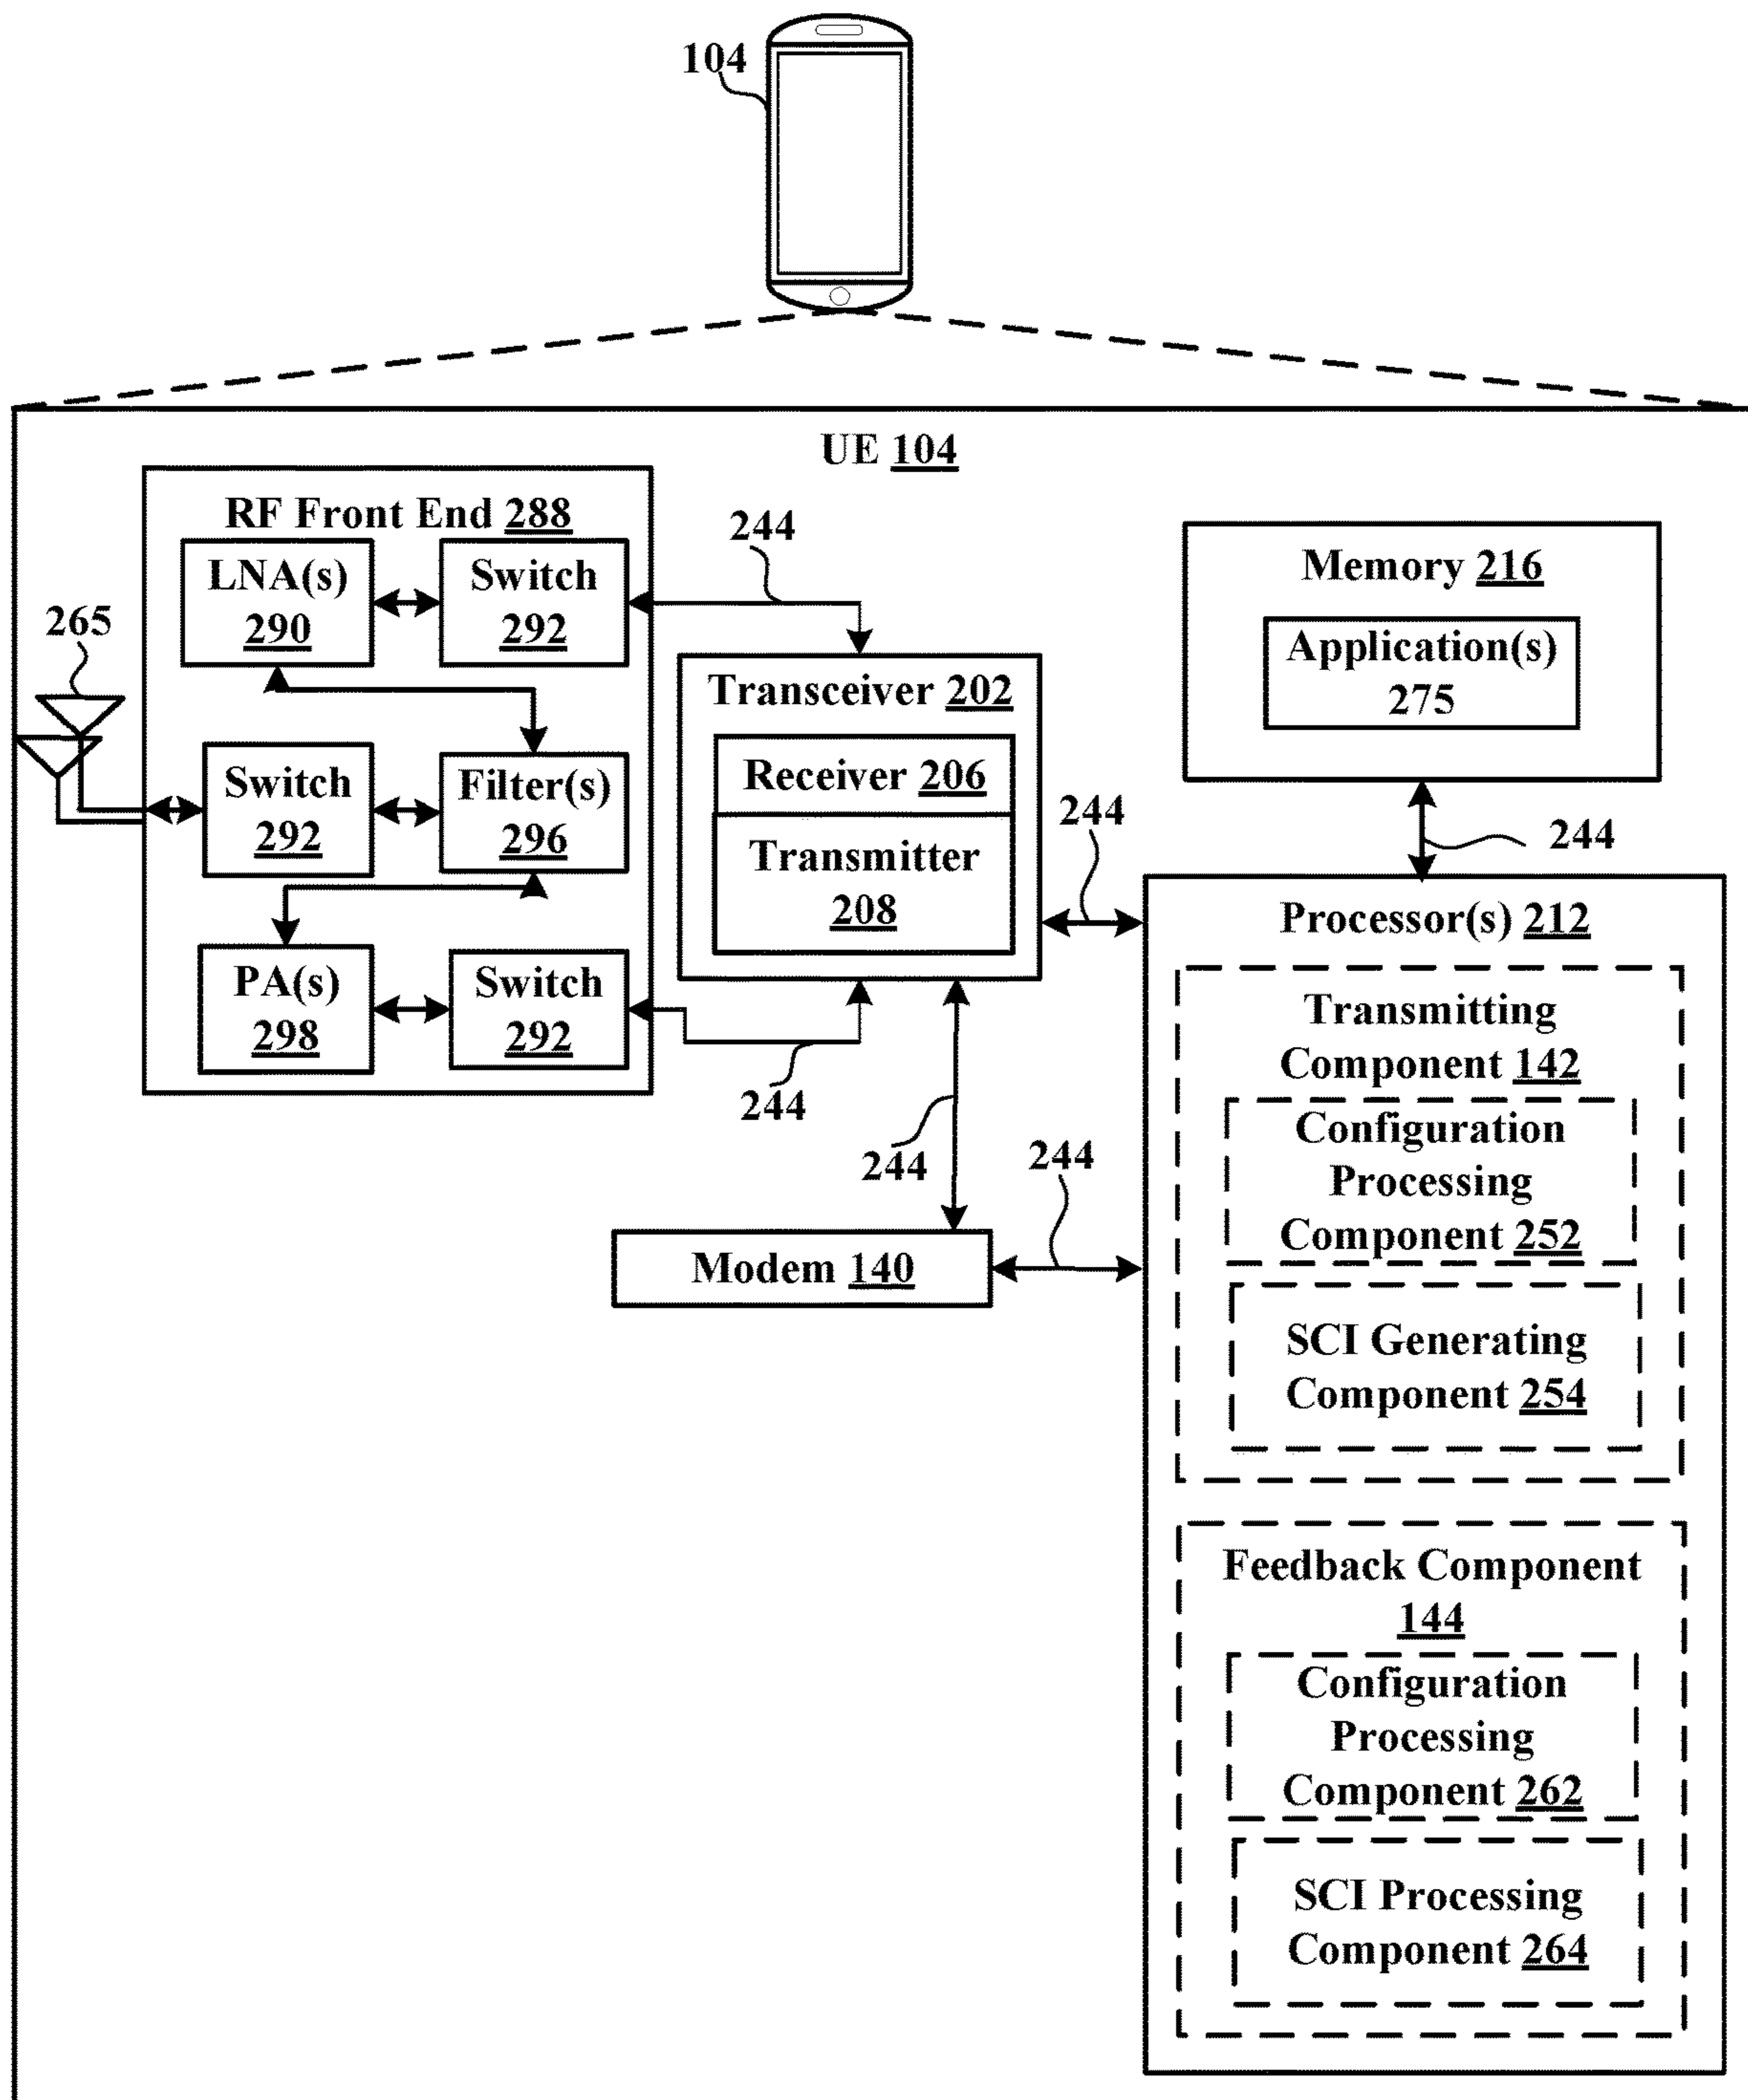 104
UE 104
RF Front End 288
LNA(s)
290
Switch
292
244
265
Switch
292
Filter(s)
296
PA(s)
298
Switch
292
244
Transceiver 202
Receiver 206
Transmitter
208
244
244
Modem 140
244
Memory 216
Application(s)
275
244
Processor(s) 212
Transmitting
Component 142
Configuration
Processing
Component 252
SCI Generating
Component 254
Feedback Component
144
Configuration
Processing
Component 262
SCI Processing
Component 264